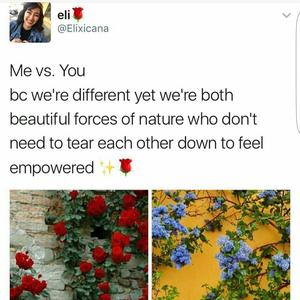 eli🌹
@Elixicana
Me vs. You
bc we're different yet we're both
beautiful forces of nature who don't
need to tear each other down to feel
empowered ✨🌹